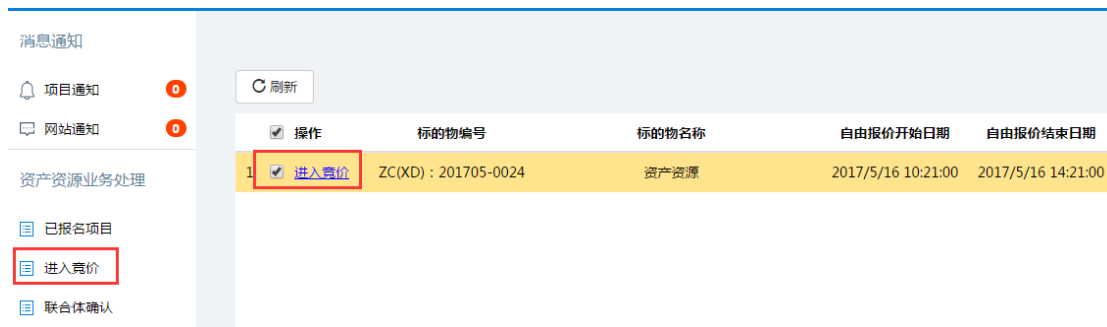 消息通知
项目通知 0
网站通知 0
资产资源业务处理
已报名项目
进入竞价
联合体确认
刷新
操作 标的物编号 标的物名称 自由报价开始日期 自由报价结束日期
1 进入竞价 ZC(XD)：201705-0024 资产资源 2017/5/16 10:21:00 2017/5/16 14:21:00